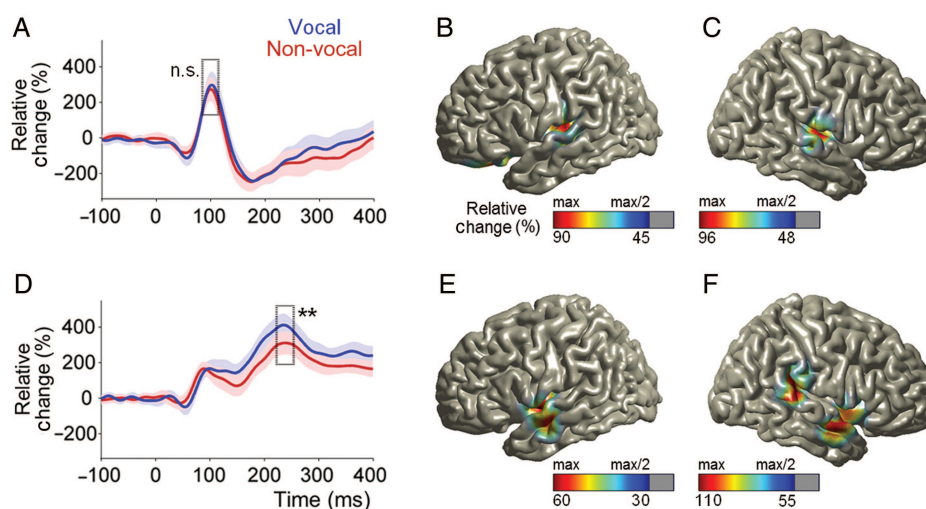 A
Vocal
Non-vocal
n.s.
400
200
0
−200
Relative
change (%)
−100 0 100 200 300 400
B
C
Relative
change (%)
max max/2
90 45
max max/2
96 48
D
**
400
200
0
−200
Relative
change (%)
−100 0 100 200 300 400
Time (ms)
E
F
max max/2
60 30
max max/2
110 55